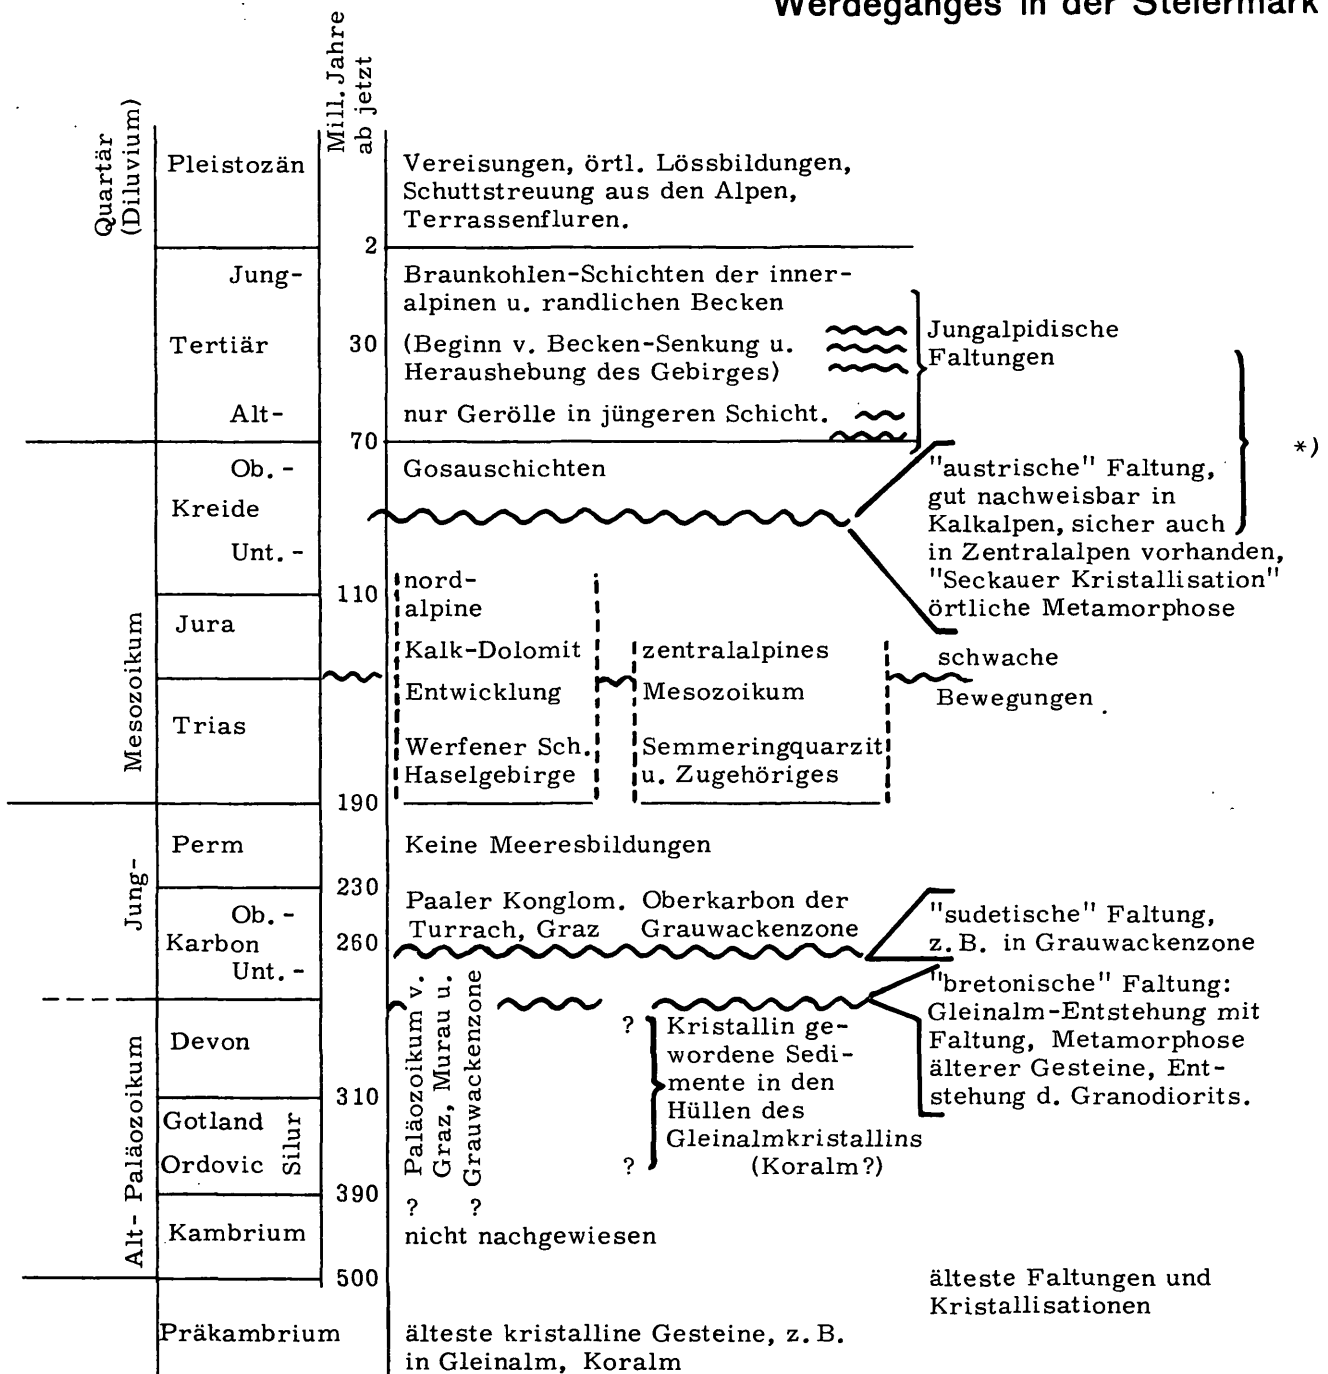 Werdeganges in der Steiermark
Mill. Jahre
ab jetzt
Quartär
(Diluvium)
Pleistozän
Vereisungen, örtl. Lössbildungen,
Schuttstreuung aus den Alpen,
Terrassenfluren.
2
Jung-
Braunkohlen-Schichten der inner-
alpinen u. randlichen Becken
Tertiär
30
(Beginn v. Becken-Senkung u.
Heraushebung des Gebirges)
Jungalpidische
Faltungen
Alt-
nur Gerölle in jüngeren Schicht.
70
*)
Ob. -
Gosauschichten
Kreide
Unt. -
"austrische" Faltung,
gut nachweisbar in
Kalkalpen, sicher auch
in Zentralalpen vorhanden,
"Seckauer Kristallisation"
örtliche Metamorphose
Mesozoikum
110
Jura
Trias
nord-
alpine
Kalk-Dolomit
Entwicklung
Werfener Sch.
Haselgebirge
zentralalpines
Mesozoikum
Semmeringquarzit
u. Zugehöriges
schwache
Bewegungen
190
Jung-
Perm
Keine Meeresbildungen
230
Ob. -
Karbon
Unt. -
260
Paaler Konglom.
Turrach, Graz
Oberkarbon der
Grauwackenzone
"sudetische" Faltung,
z. B. in Grauwackenzone
"bretonische" Faltung:
Gleinalm-Entstehung mit
Faltung, Metamorphose
älterer Gesteine, Ent-
stehung d. Granodiorits.
Alt- Paläozoikum
Devon
310
Gotland
Ordovic
Silur
390
Paläozoikum v.
Graz, Murau u.
Grauwackenzone
? ?
?
Kristallin ge-
wordene Sedi-
mente in den
Hüllen des
Gleinalmkristallins
? (Koralm?)
Kambrium
nicht nachgewiesen
500
älteste Faltungen und
Kristallisationen
Präkambrium
älteste kristalline Gesteine, z. B.
in Gleinalm, Koralm